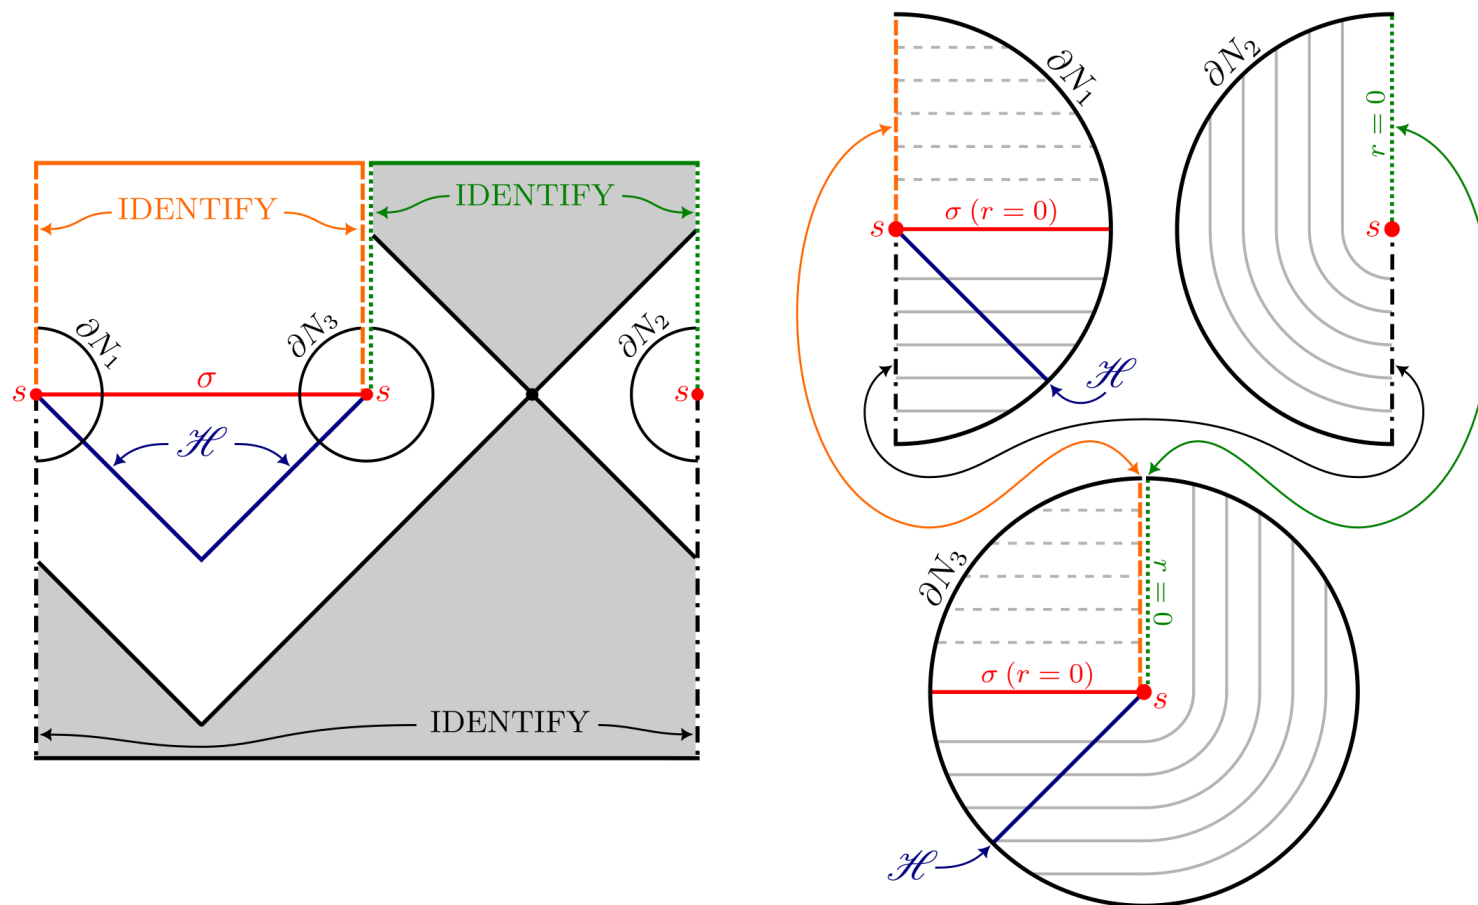 IDENTIFY
IDENTIFY
∂N₁
∂N₃
∂N₂
s
σ
s
s
ℋ
IDENTIFY
∂N₁
∂N₂
r = 0
s
σ (r = 0)
s
ℋ
∂N₃
r = 0
σ (r = 0)
s
ℋ